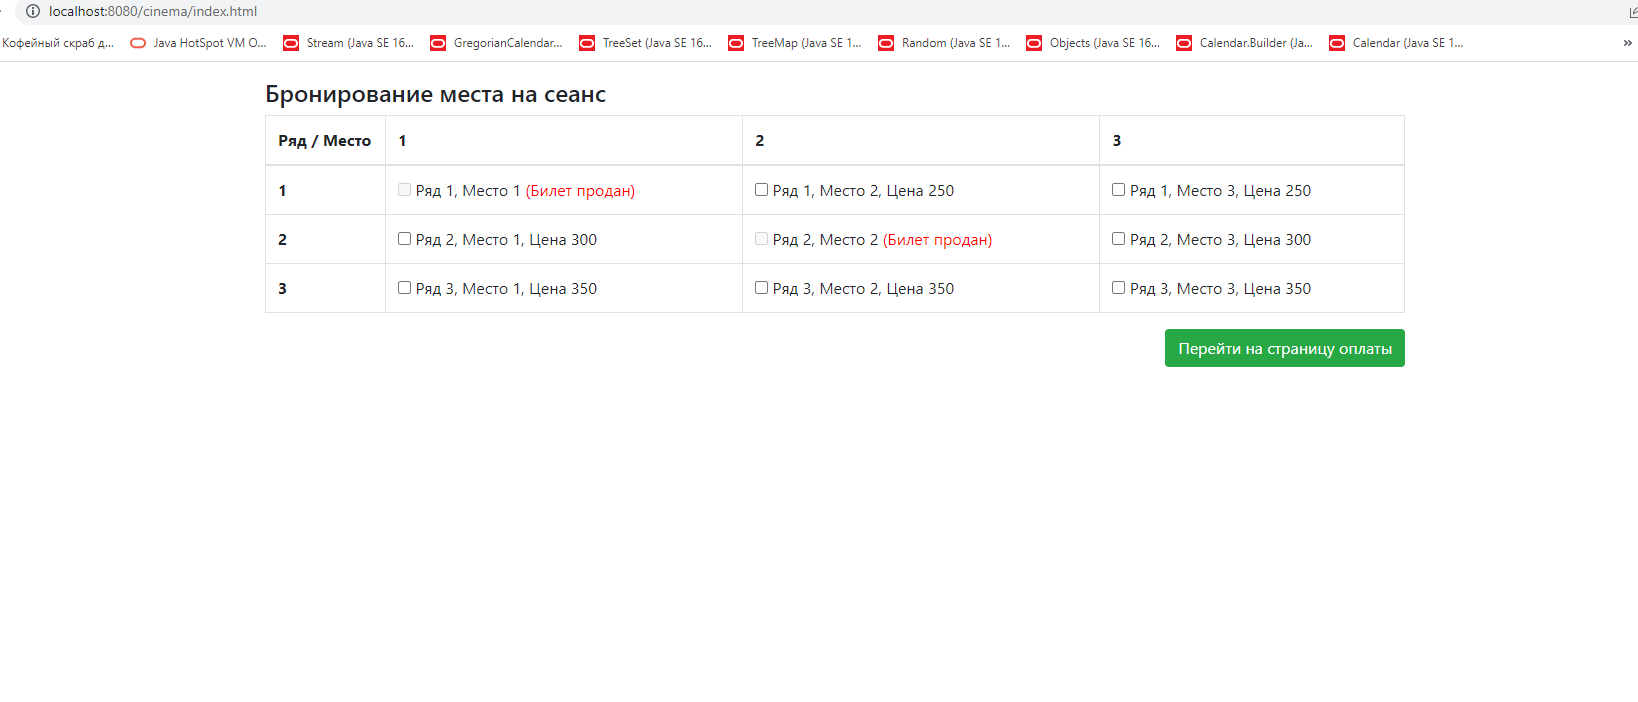 localhost:8080/cinema/index.html
Кофейный скраб д... Java HotSpot VM O... Stream (Java SE 16... GregorianCalendar... TreeSet (Java SE 16... TreeMap (Java SE 1... Random (Java SE 1... Objects (Java SE 16... Calendar.Builder (Ja... Calendar (Java SE 1... »
Бронирование места на сеанс
Ряд / Место 1 2 3
1 Ряд 1, Место 1 (Билет продан) Ряд 1, Место 2, Цена 250 Ряд 1, Место 3, Цена 250
2 Ряд 2, Место 1, Цена 300 Ряд 2, Место 2 (Билет продан) Ряд 2, Место 3, Цена 300
3 Ряд 3, Место 1, Цена 350 Ряд 3, Место 2, Цена 350 Ряд 3, Место 3, Цена 350
Перейти на страницу оплаты